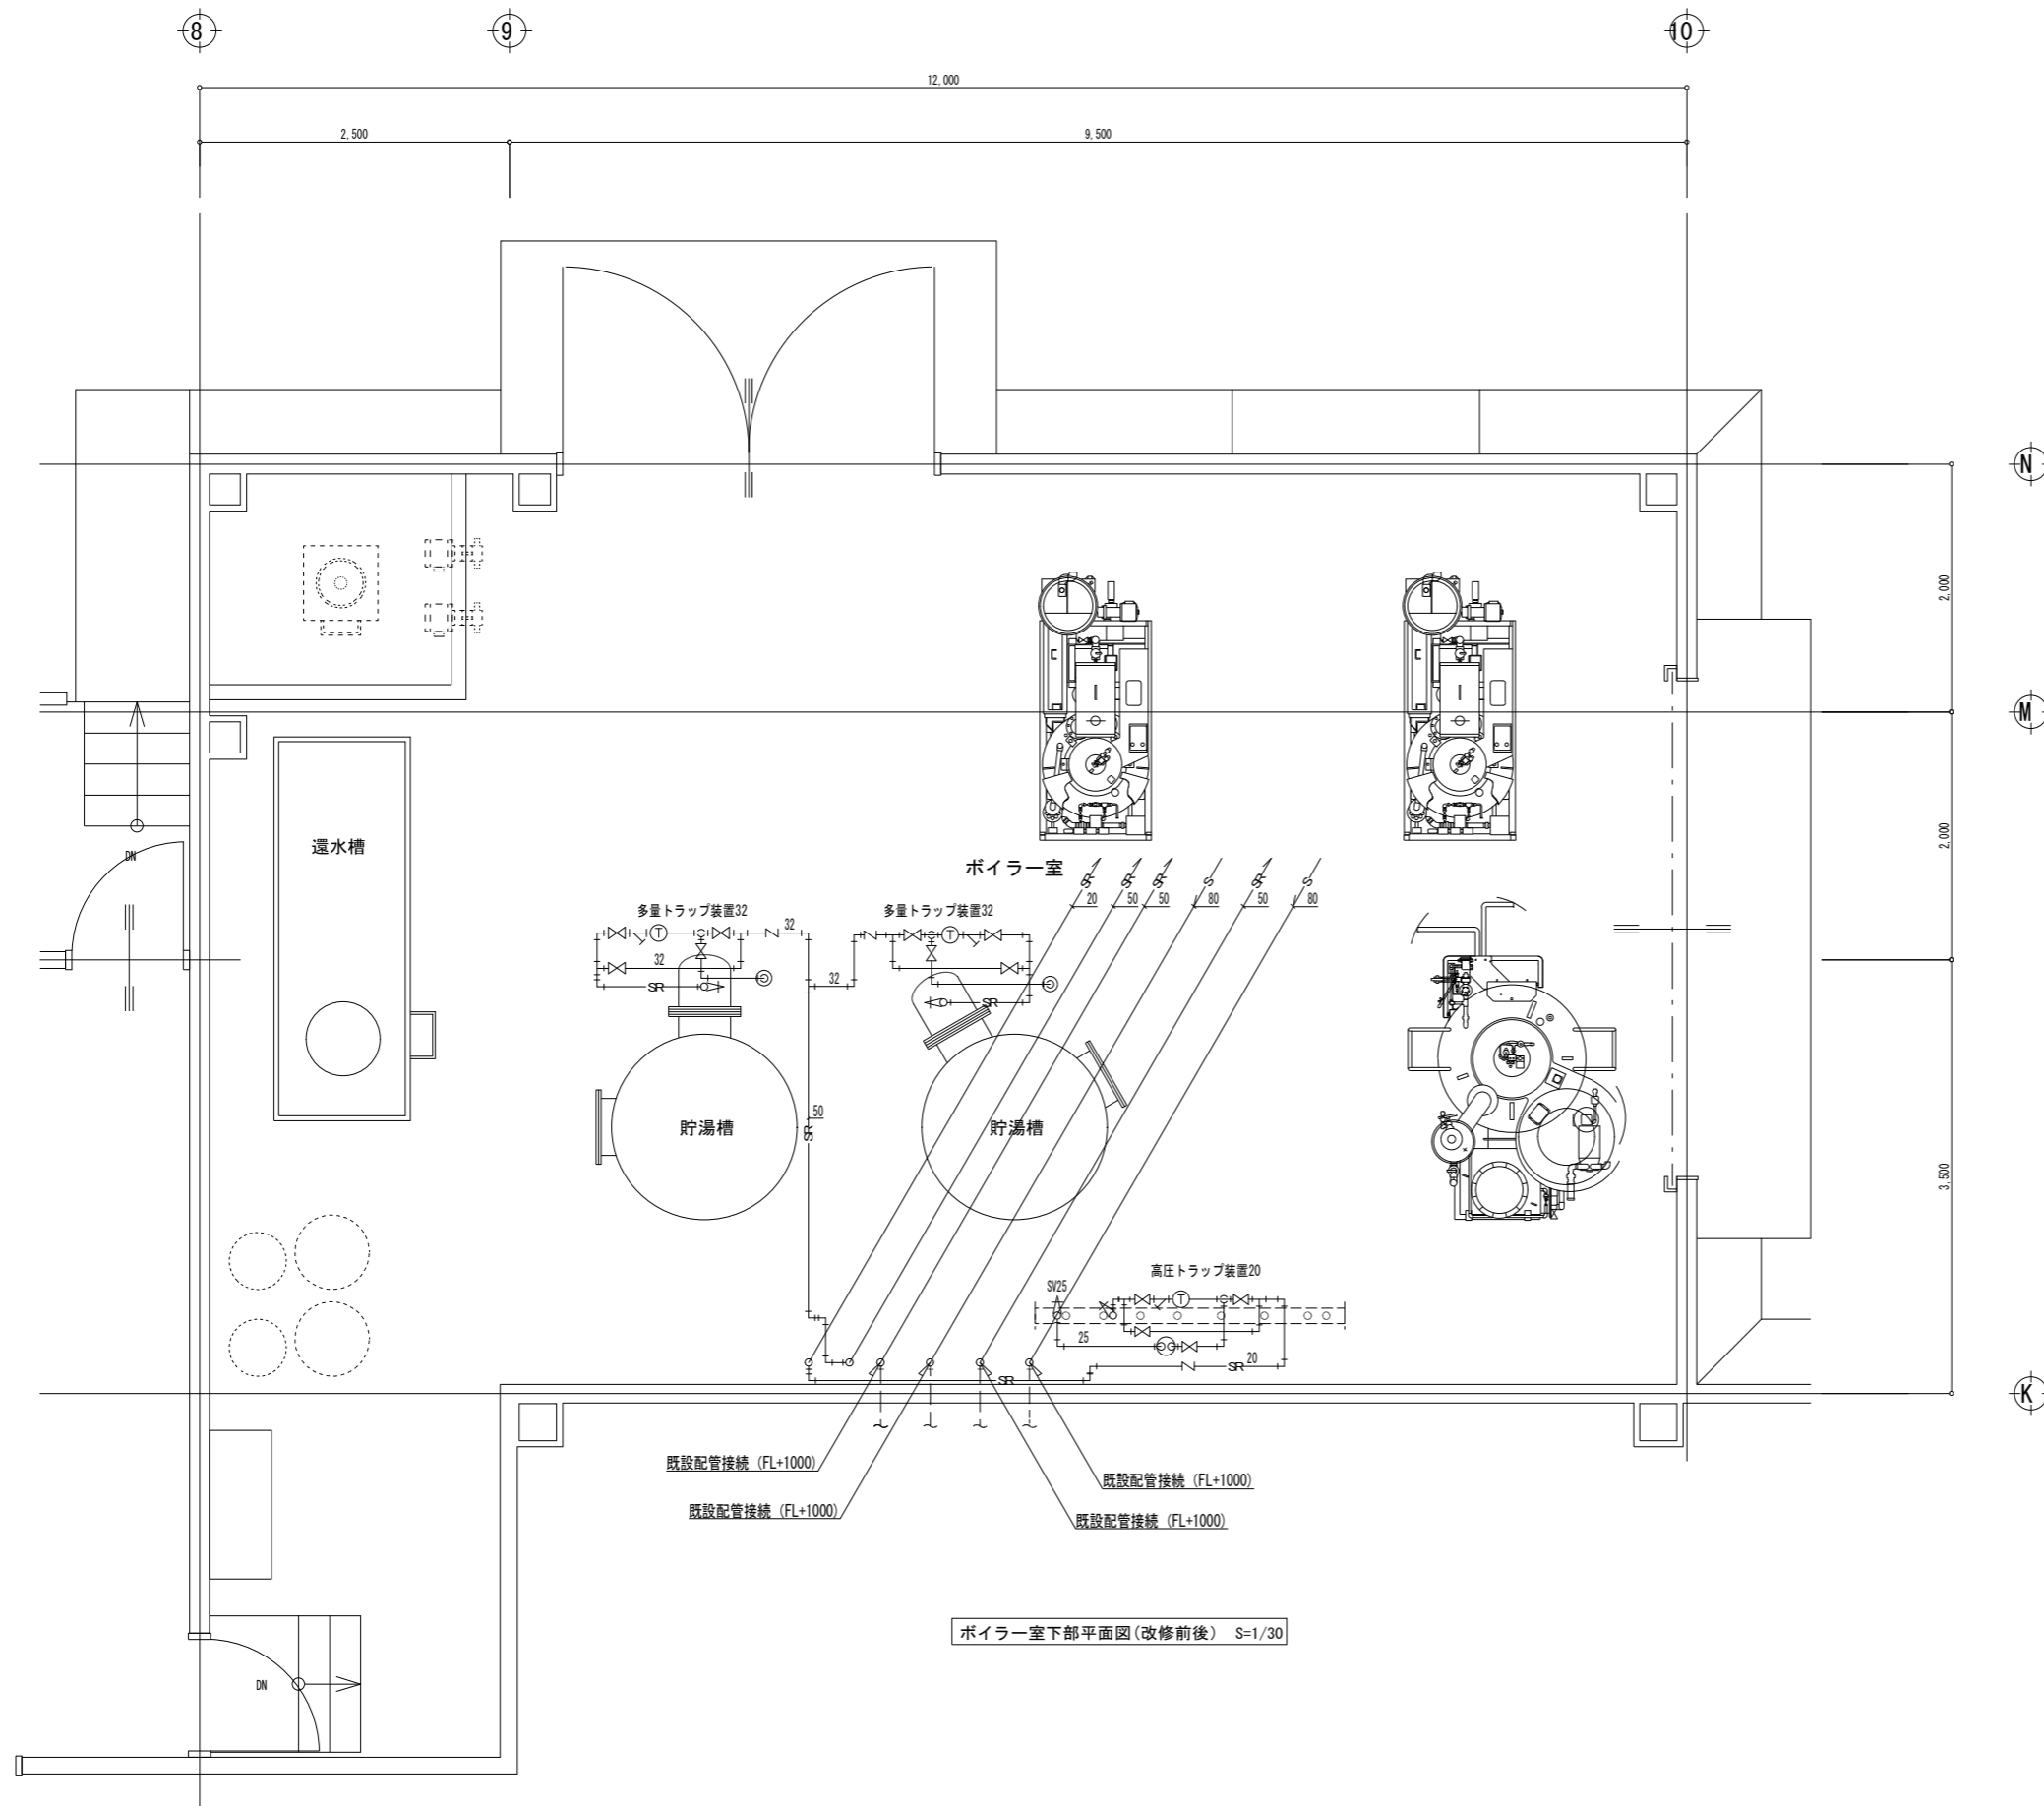 8
9
10
12,000
2,500
9,500
N
2,000
M
DN
還水槽
2,000
ボイラー室
SR
SR
SR
S
SR
S
20
50
50
80
50
80
多量トラップ装置32
多量トラップ装置32
32
T
T
32
32
SR
SR
50
SR
貯湯槽
貯湯槽
3,500
高圧トラップ装置20
SV25
T
25
20
SR
SR
K
既設配管接続 (FL+1000)
既設配管接続 (FL+1000)
既設配管接続 (FL+1000)
既設配管接続 (FL+1000)
ボイラー室下部平面図(改修前後) S=1/30
DN